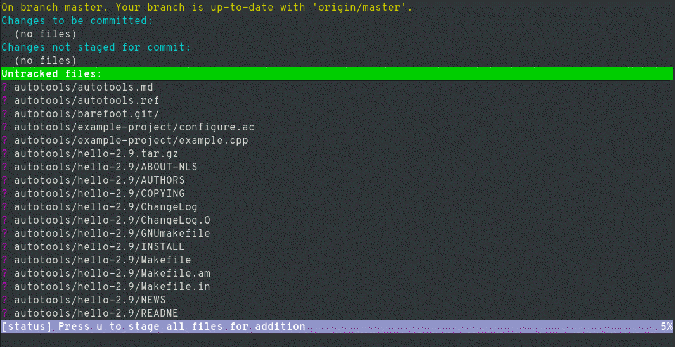 On branch master. Your branch is up-to-date with 'origin/master'.
Changes to be committed:
(no files)
Changes not staged for commit:
(no files)
Untracked files:
? autotools/autotools.md
? autotools/autotools.ref
? autotools/barefoot.git/
? autotools/example-project/configure.ac
? autotools/example-project/example.cpp
? autotools/hello-2.9.tar.gz
? autotools/hello-2.9/ABOUT-NLS
? autotools/hello-2.9/AUTHORS
? autotools/hello-2.9/COPYING
? autotools/hello-2.9/ChangeLog
? autotools/hello-2.9/ChangeLog.O
? autotools/hello-2.9/GNUmakefile
? autotools/hello-2.9/INSTALL
? autotools/hello-2.9/Makefile
? autotools/hello-2.9/Makefile.am
? autotools/hello-2.9/Makefile.in
? autotools/hello-2.9/NEWS
? autotools/hello-2.9/README
[status] Press u to stage all files for addition 5%